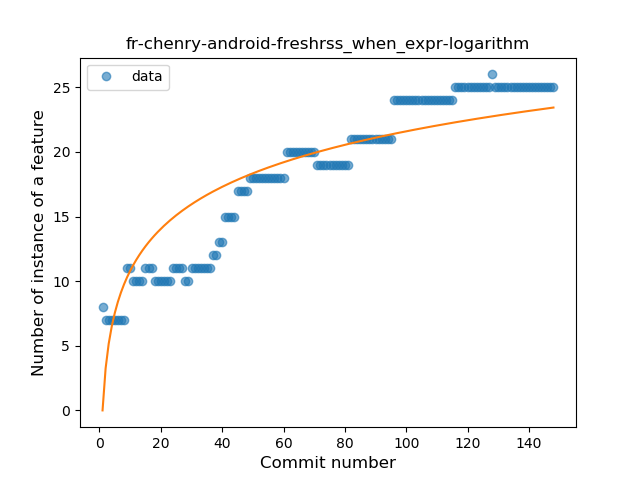 fr-chenry-android-freshrss_when_expr-logarithm
data
Number of instance of a feature
25
20
15
10
5
0
0 20 40 60 80 100 120 140
Commit number